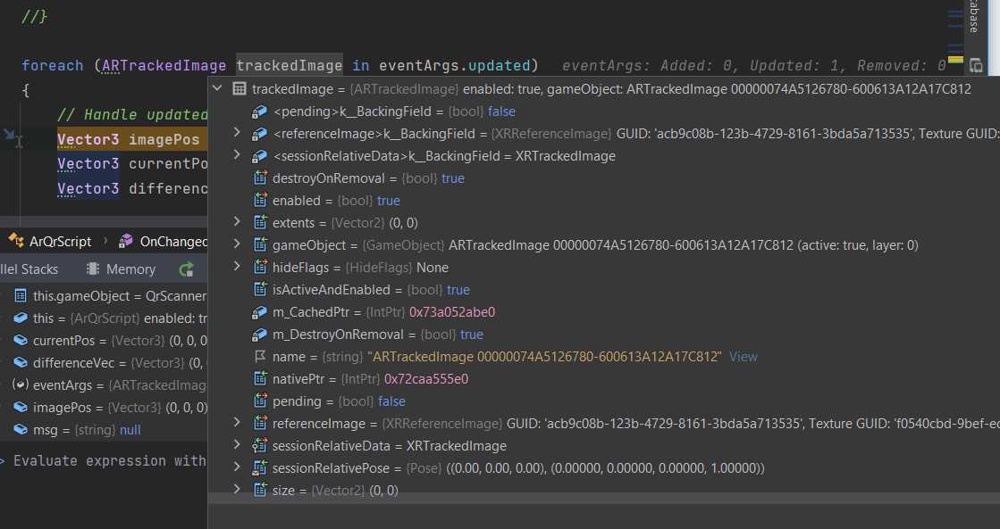 //}
abase
foreach (ARTrackedImage trackedImage in eventArgs.updated) eventArgs: Added: 0, Updated: 1, Removed: 0
{
trackedImage = {ARTrackedImage} enabled: true, gameObject: ARTrackedImage 00000074A5126780-600613A12A17C812
// Handle updated
<pending>k__BackingField = {bool} false
Vector3 imagePos
<referenceImage>k__BackingField = {XRReferenceImage} GUID: 'acb9c08b-123b-4729-8161-3bda5a713535', Texture GUID:
<sessionRelativeData>k__BackingField = XRTrackedImage
Vector3 currentPo
destroyOnRemoval = {bool} true
Vector3 differenc
enabled = {bool} true
extents = {Vector2} (0, 0)
ArQrScript › OnChanged
gameObject = {GameObject} ARTrackedImage 00000074A5126780-600613A12A17C812 (active: true, layer: 0)
llel Stacks Memory
hideFlags = {HideFlags} None
this.gameObject = QrScanner
isActiveAndEnabled = {bool} true
this = {ArQrScript} enabled: tr
m_CachedPtr = {IntPtr} 0x73a052abe0
currentPos = {Vector3} (0, 0, 0
m_DestroyOnRemoval = {bool} true
differenceVec = {Vector3} (0,
name = {string} "ARTrackedImage 00000074A5126780-600613A12A17C812" View
eventArgs = {ARTrackedImag
nativePtr = {IntPtr} 0x72caa555e0
imagePos = {Vector3} (0, 0, 0)
pending = {bool} false
msg = {string} null
referenceImage = {XRReferenceImage} GUID: 'acb9c08b-123b-4729-8161-3bda5a713535', Texture GUID: 'f0540cbd-9bef-ec
sessionRelativeData = XRTrackedImage
> Evaluate expression with
sessionRelativePose = {Pose} ((0.00, 0.00, 0.00), (0.00000, 0.00000, 0.00000, 1.00000))
size = {Vector2} (0, 0)